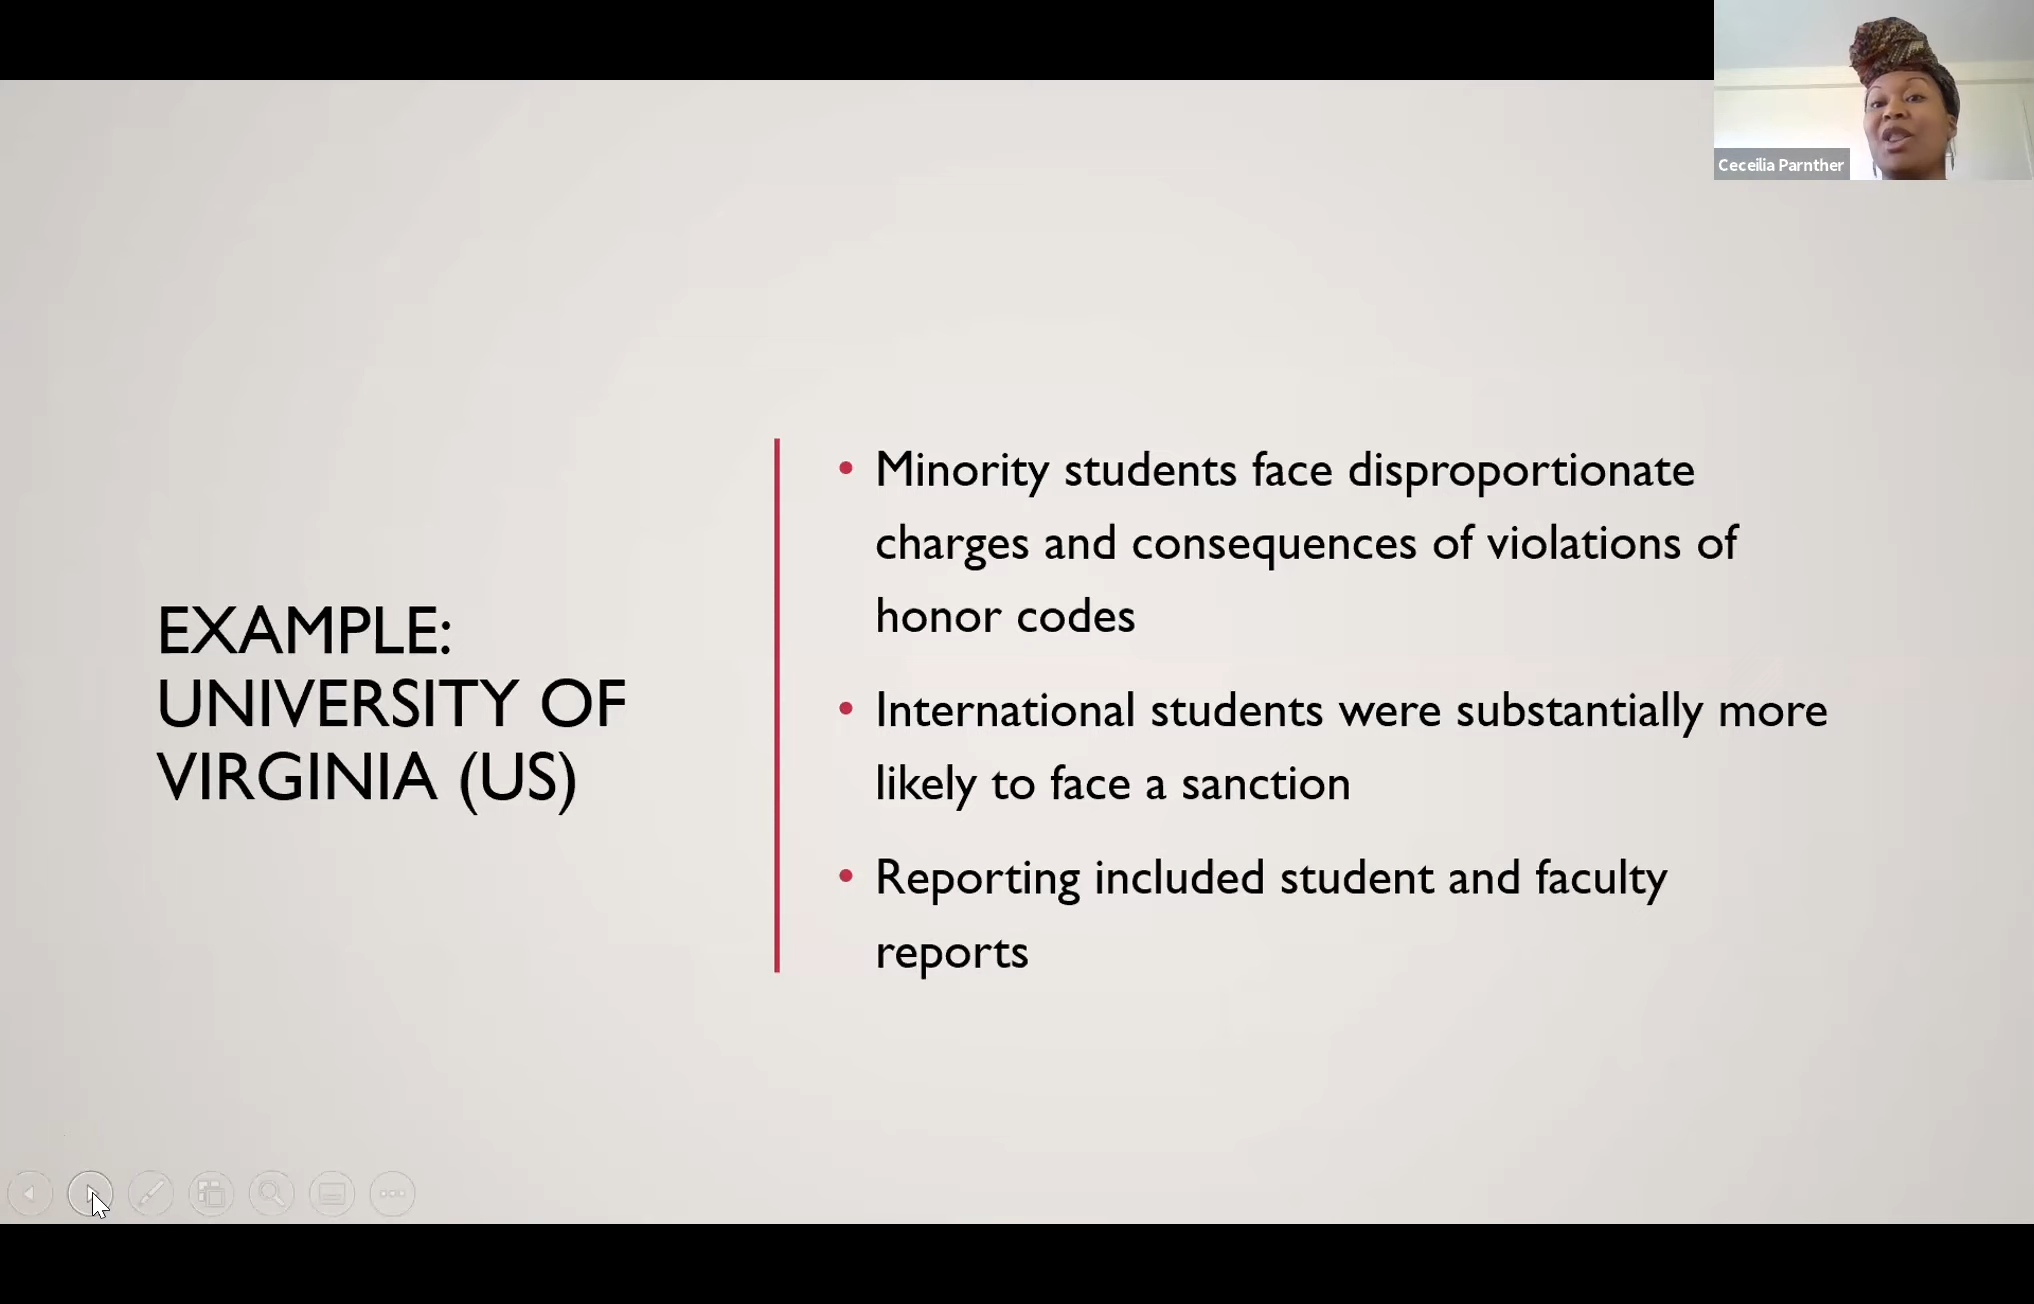 Ceceilia Parnther
EXAMPLE:
UNIVERSITY OF
VIRGINIA (US)
• Minority students face disproportionate
charges and consequences of violations of
honor codes
• International students were substantially more
likely to face a sanction
• Reporting included student and faculty
reports